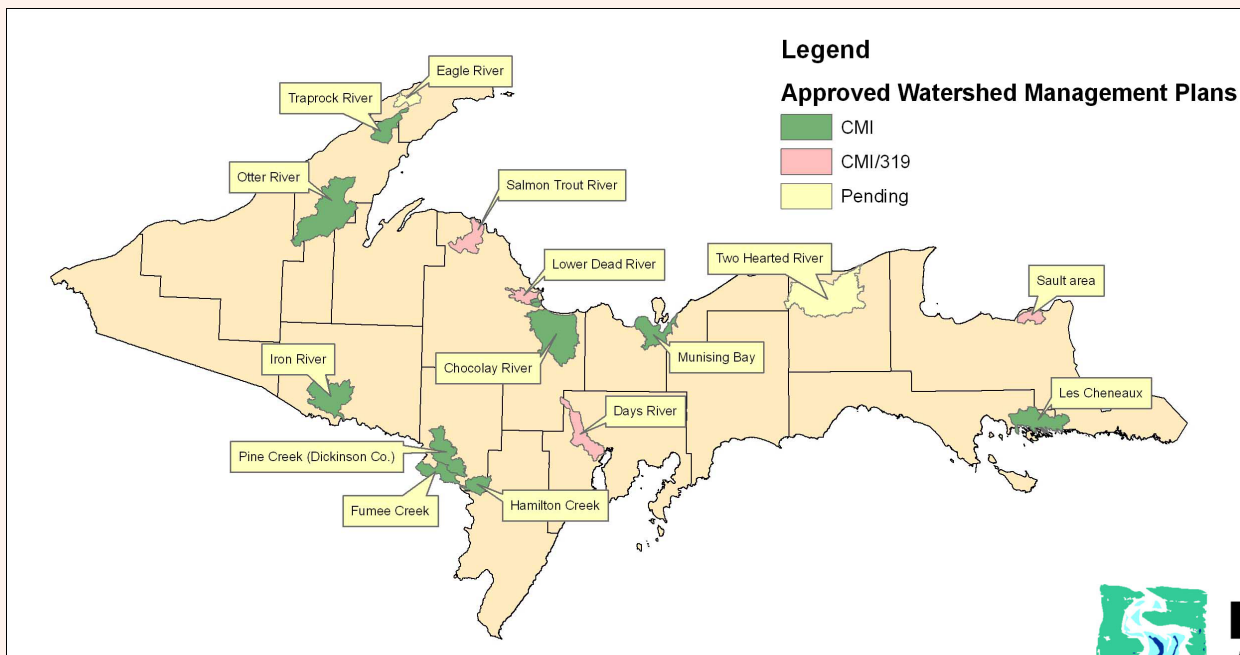 Legend
Approved Watershed Management Plans
CMI
CMI/319
Pending
Eagle River
Traprock River
Otter River
Salmon Trout River
Lower Dead River
Two Hearted River
Sault area
Iron River
Chocolay River
Munising Bay
Les Cheneaux
Days River
Pine Creek (Dickinson Co.)
Fumee Creek
Hamilton Creek